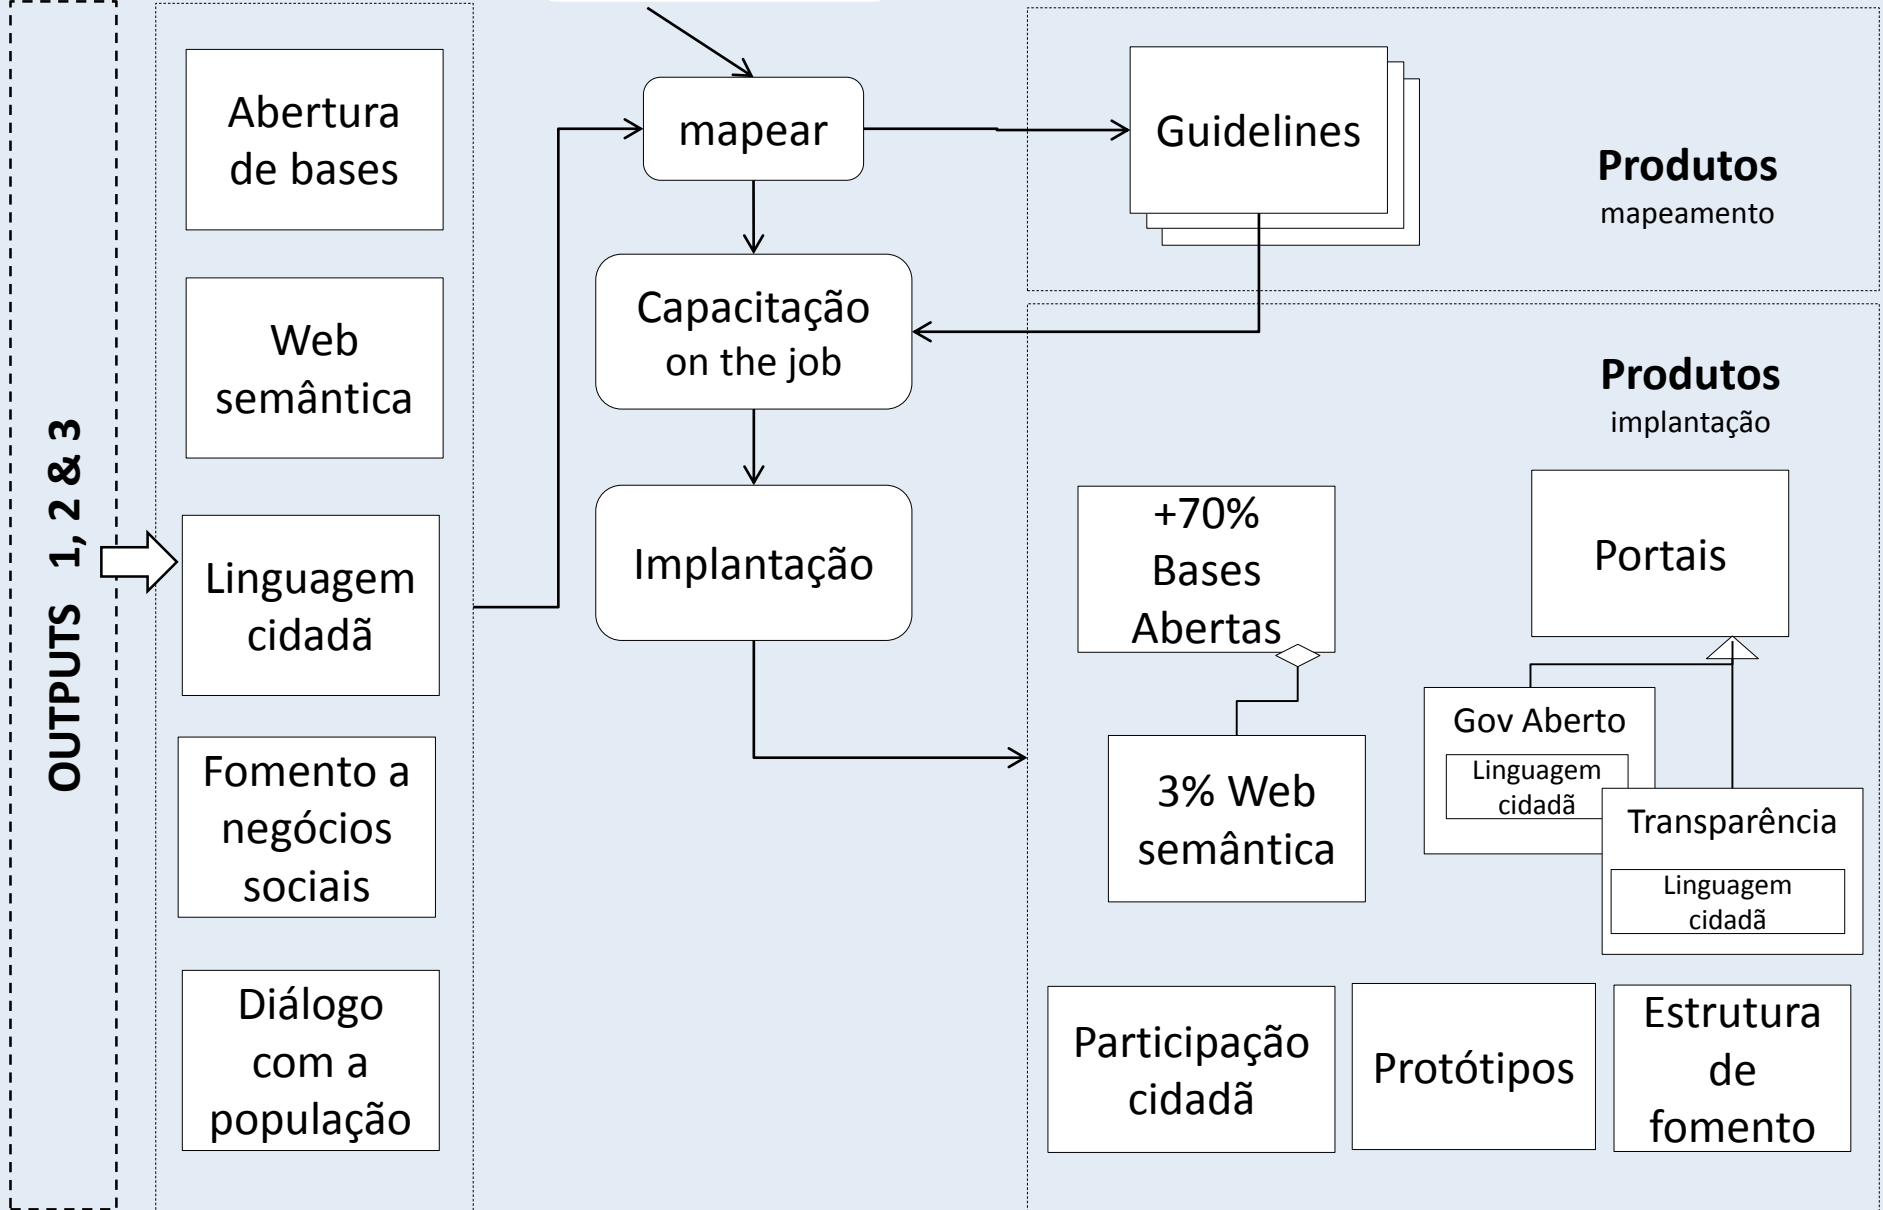 OUTPUTS 1, 2 & 3
Abertura
de bases
Web
semântica
Linguagem
cidadã
Fomento a
negócios
sociais
Diálogo
com a
população
mapear
Capacitação
on the job
Implantação
Guidelines
Produtos
mapeamento
Produtos
implantação
+70%
Bases
Abertas
3% Web
semântica
Portais
Gov Aberto
Linguagem
cidadã
Transparência
Linguagem
cidadã
Participação
cidadã
Protótipos
Estrutura
de
fomento